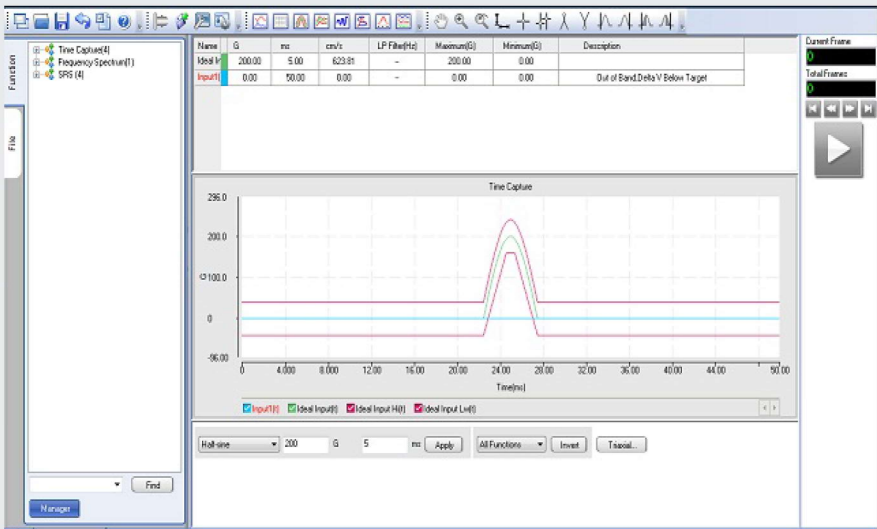 Function
File
Time Capture(4)
Frequency Spectrum(1)
SRS (4)
Find
Manager
Name G ms cm/s LP Filter(Hz) Maximum(G) Minimum(G) Description
Ideal In 200.00 5.00 623.81 -- 200.00 0.00
Input1( 0.00 50.00 0.00 -- 0.00 0.00 Out of Band,Delta V Below Target
Time Capture
296.0
200.0
G
100.0
0
-96.00
0 4.000 8.000 12.00 16.00 20.00 24.00 28.00 32.00 36.00 40.00 44.00 50.00
Time(ms)
Input1(t) Ideal Input(t) Ideal Input Hi(t) Ideal Input Lw(t)
Half-sine 200 G 5 ms Apply All Functions Invert Triaxial...
Current Frame
0
Total Frames
0